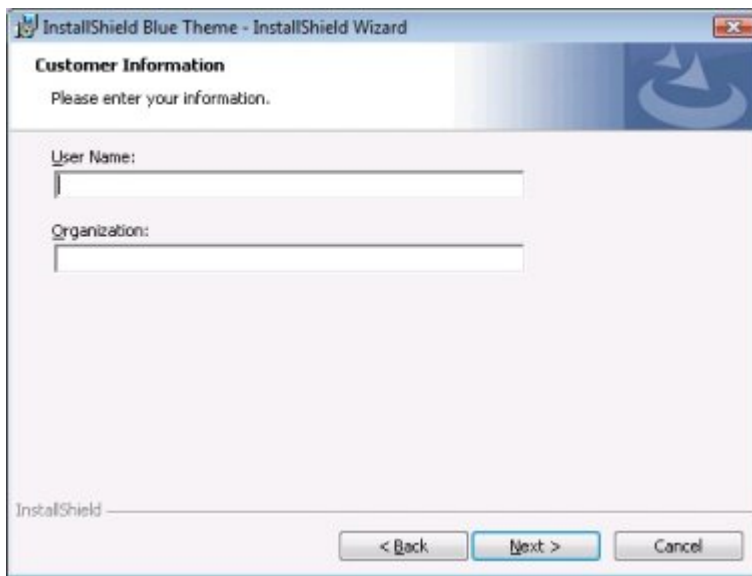 InstallShield Blue Theme - InstallShield Wizard
Customer Information
Please enter your information.
User Name:
Organization:
InstallShield
< Back Next > Cancel